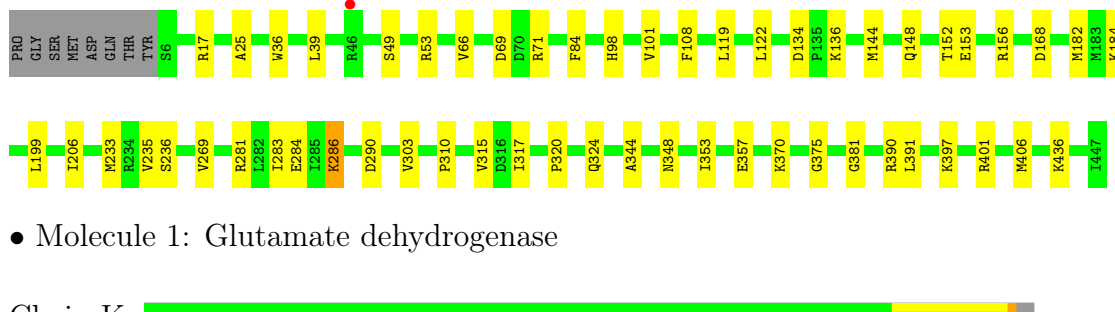 PRO GLY SER MET ASP GLN THR TYR S6 R17 A25 W36 L39 R46 S49 R53 V66 D69 D70 R71 F84 H98 V101 F108 L119 L122 D134 P135 K136 M144 Q148 T152 E153 R156 D168 M182 M183 K184
L199 I206 M233 R234 V235 S236 V269 R281 L282 I283 E284 I285 K286 D290 V303 P310 V315 D316 I317 P320 Q324 A344 N348 I353 E357 K370 G375 G381 R390 L391 K397 R401 M406 K436 I447
• Molecule 1: Glutamate dehydrogenase
Chain K